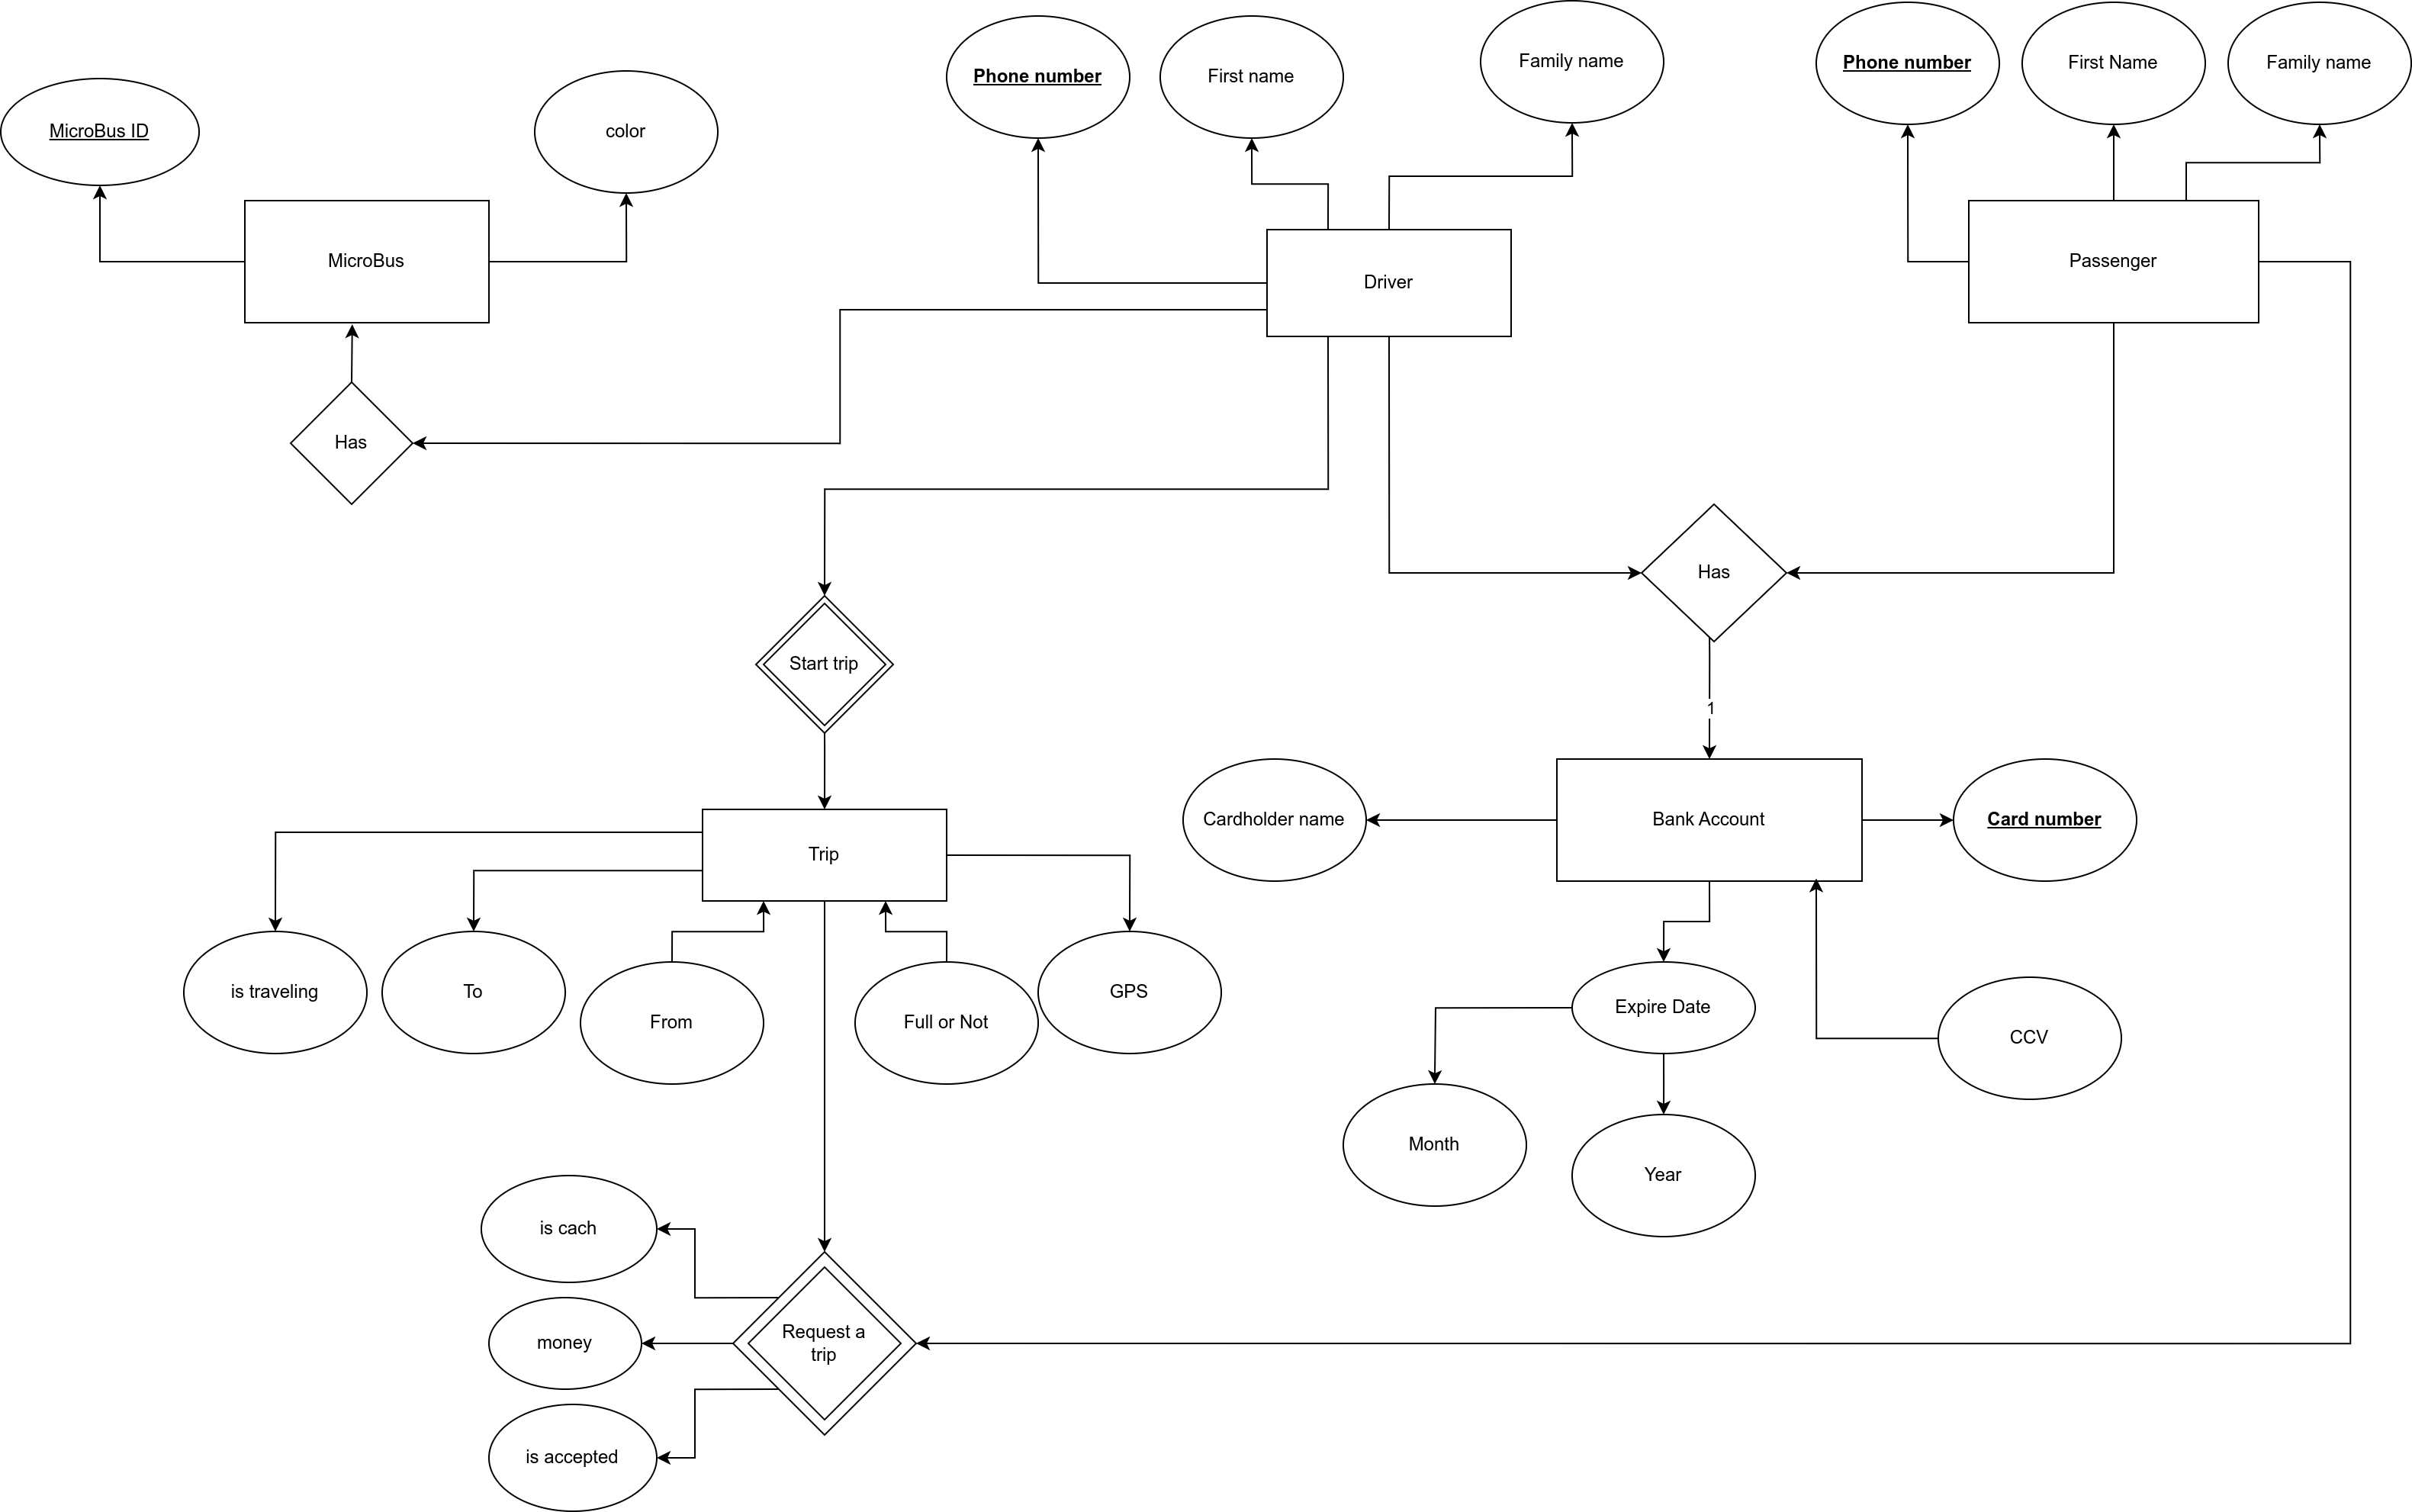 Family name
Phone number
First Name
Family name
Phone number
First name
MicroBus ID
color
MicroBus
Driver
Passenger
Has
Has
Start trip
1
Cardholder name
Bank Account
Card number
Trip
is traveling
To
From
Full or Not
GPS
Expire Date
CCV
Month
Year
is cach
money
Request a
trip
is accepted